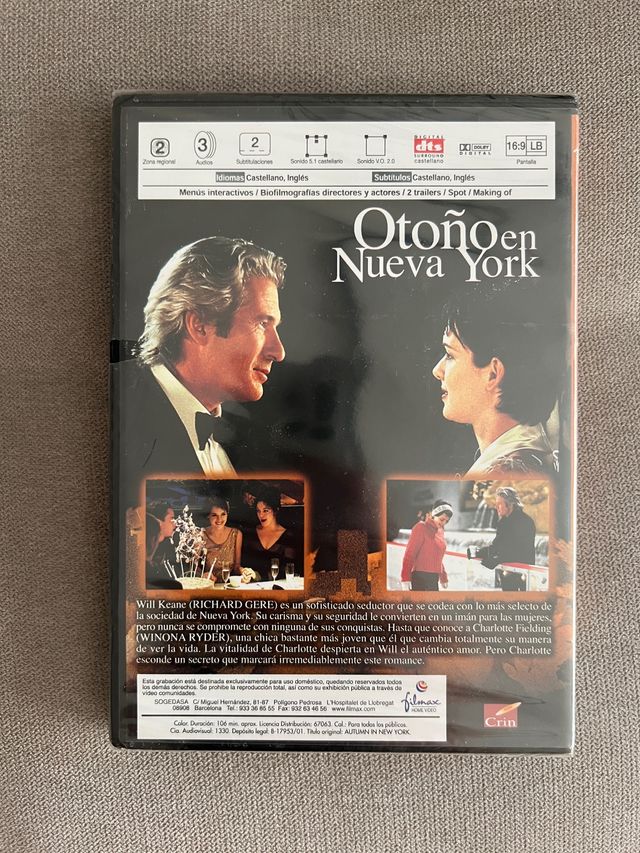 2
3
2
DIGITAL
dts
SURROUND
CASTELLANO
DOLBY
DIGITAL
16:9 LB
Zona regional
Audios
Subtitulaciones
Sonido 5.1 castellano
Sonido V.O. 2.0
Pantalla
Idiomas Castellano, Inglés
Subtítulos Castellano, Inglés
Menús interactivos / Biofilmografías directores y actores / 2 trailers / Spot / Making of
Otoño en
Nueva York
Will Keane (RICHARD GERE) es un sofisticado seductor que se codea con lo más selecto de
la sociedad de Nueva York. Su carisma y su seguridad le convierten en un imán para las mujeres,
pero nunca se compromete con ninguna de sus conquistas. Hasta que conoce a Charlotte Fielding
(WINONA RYDER), una chica bastante más joven que él que cambia totalmente su manera
de ver la vida. La vitalidad de Charlotte despierta en Will el auténtico amor. Pero Charlotte
esconde un secreto que marcará irremediablemente este romance.
Esta grabación está destinada exclusivamente para uso doméstico, quedando reservados todos
los demás derechos. Se prohibe la reproducción total, así como su exhibición pública a través de
vídeo comunidades.
SOGEDASA C/ Miguel Hernández, 81-87 Polígono Pedrosa L'Hospitalet de Llobregat
08908 Barcelona Tel.: 933 36 85 55 Fax: 932 63 46 56 www.filmax.com
filmax
HOME VIDEO
Color. Duración: 106 min. aprox. Licencia Distribución: 67063. Cal.: Para todos los públicos.
Cia. Audiovisual: 1330. Depósito legal: B-17953/01. Título original: AUTUMN IN NEW YORK.
Crin